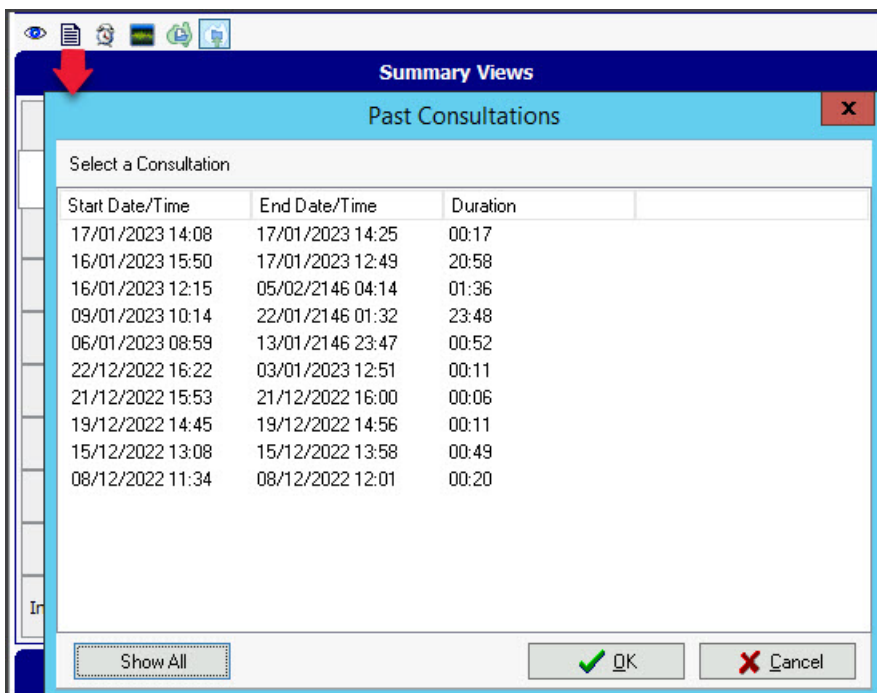 Summary Views
Past Consultations
x
Select a Consultation
Start Date/Time End Date/Time Duration
17/01/2023 14:08 17/01/2023 14:25 00:17
16/01/2023 15:50 17/01/2023 12:49 20:58
16/01/2023 12:15 05/02/2146 04:14 01:36
09/01/2023 10:14 22/01/2146 01:32 23:48
06/01/2023 08:59 13/01/2146 23:47 00:52
22/12/2022 16:22 03/01/2023 12:51 00:11
21/12/2022 15:53 21/12/2022 16:00 00:06
19/12/2022 14:45 19/12/2022 14:56 00:11
15/12/2022 13:08 15/12/2022 13:58 00:49
08/12/2022 11:34 08/12/2022 12:01 00:20
In
Show All OK Cancel